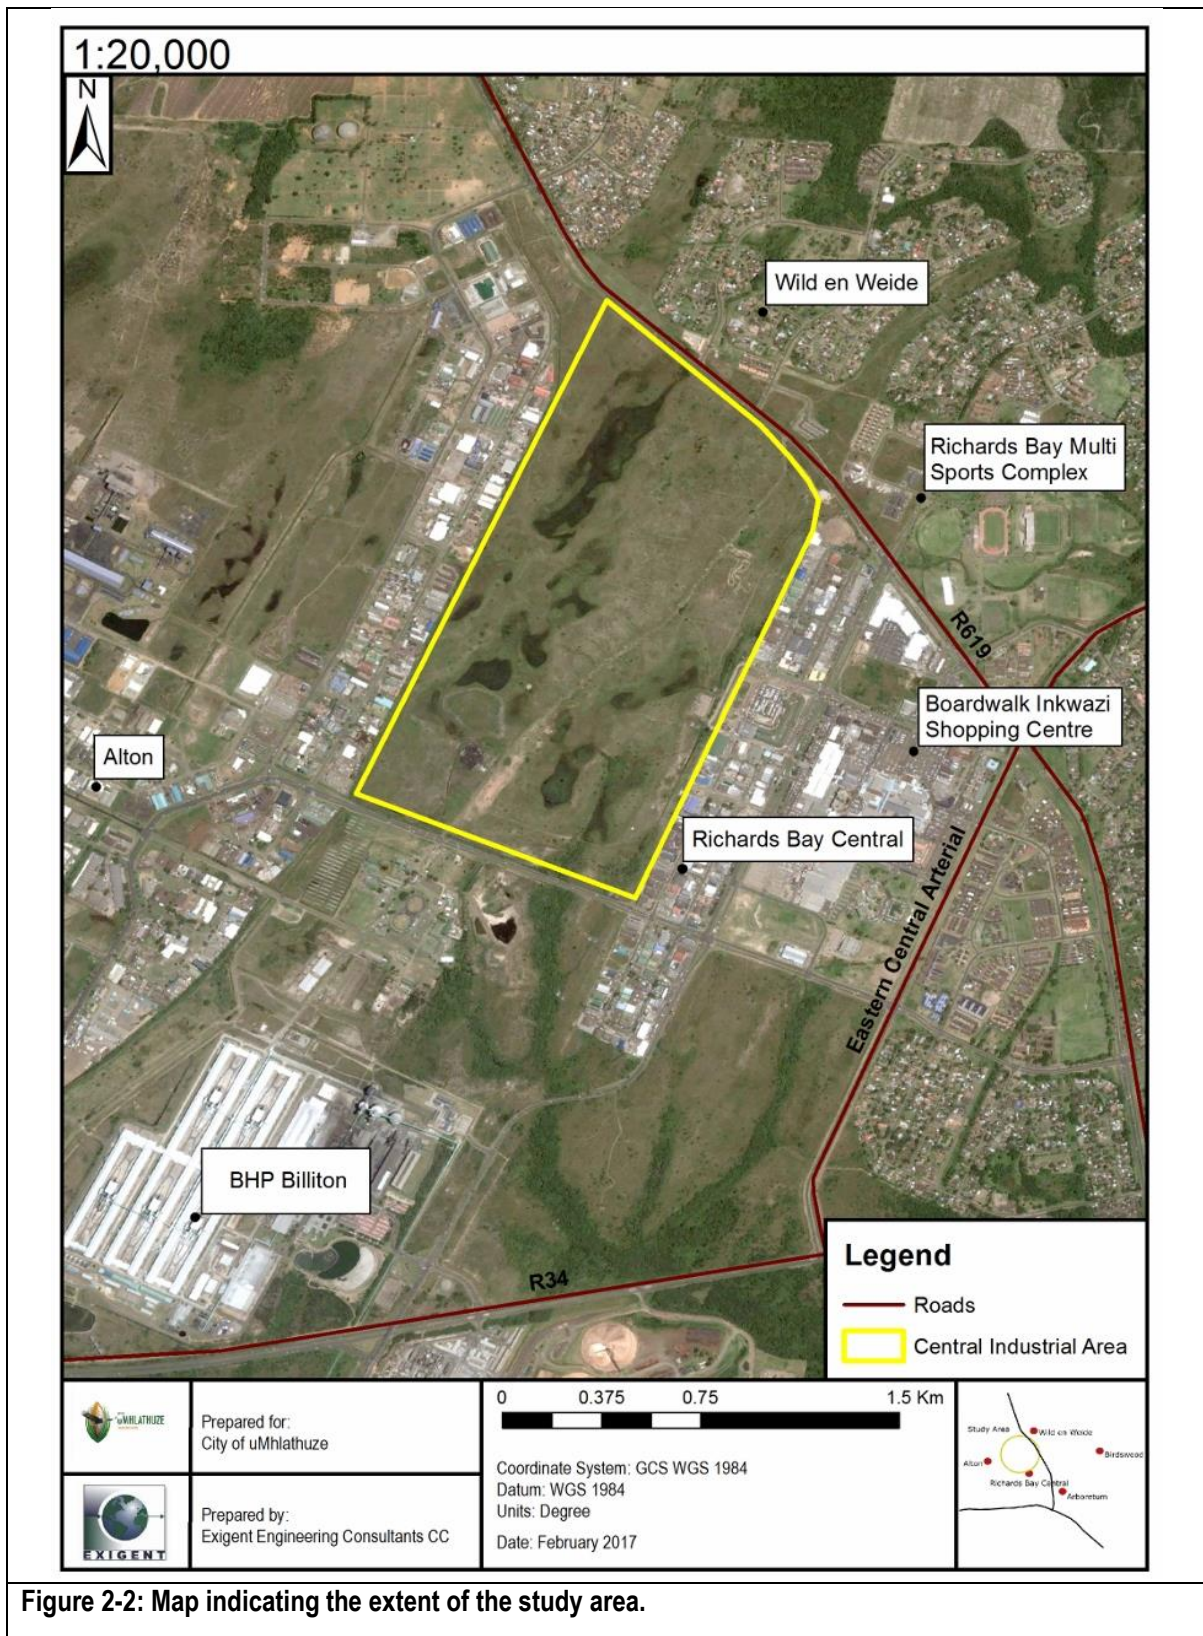 1:20,000
N
Wild en Weide
Richards Bay Multi
Sports Complex
R619
Boardwalk Inkwazi
Shopping Centre
Alton
Richards Bay Central
Eastern Central Arterial
BHP Billiton
R34
Legend
Roads
Central Industrial Area
uMHLATHUZE
Prepared for:
City of uMhlathuze
EXIGENT
Prepared by:
Exigent Engineering Consultants CC
0 0.375 0.75 1.5 Km
Coordinate System: GCS WGS 1984
Datum: WGS 1984
Units: Degree
Date: February 2017
Study Area
Wild en Weide
Birdswood
Alton
Richards Bay Central
Arboretum
Figure 2-2: Map indicating the extent of the study area.